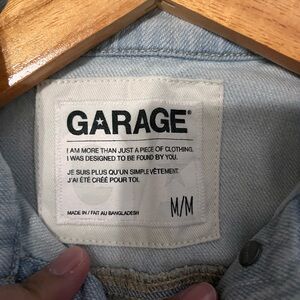 GARAGE®
I AM MORE THAN JUST A PIECE OF CLOTHING.
I WAS DESIGNED TO BE FOUND BY YOU.
JE SUIS PLUS QU'UN SIMPLE VÊTEMENT.
J'AI ÉTÉ CRÉÉ POUR TOI.
MADE IN / FAIT AU BANGLADESH
M/M